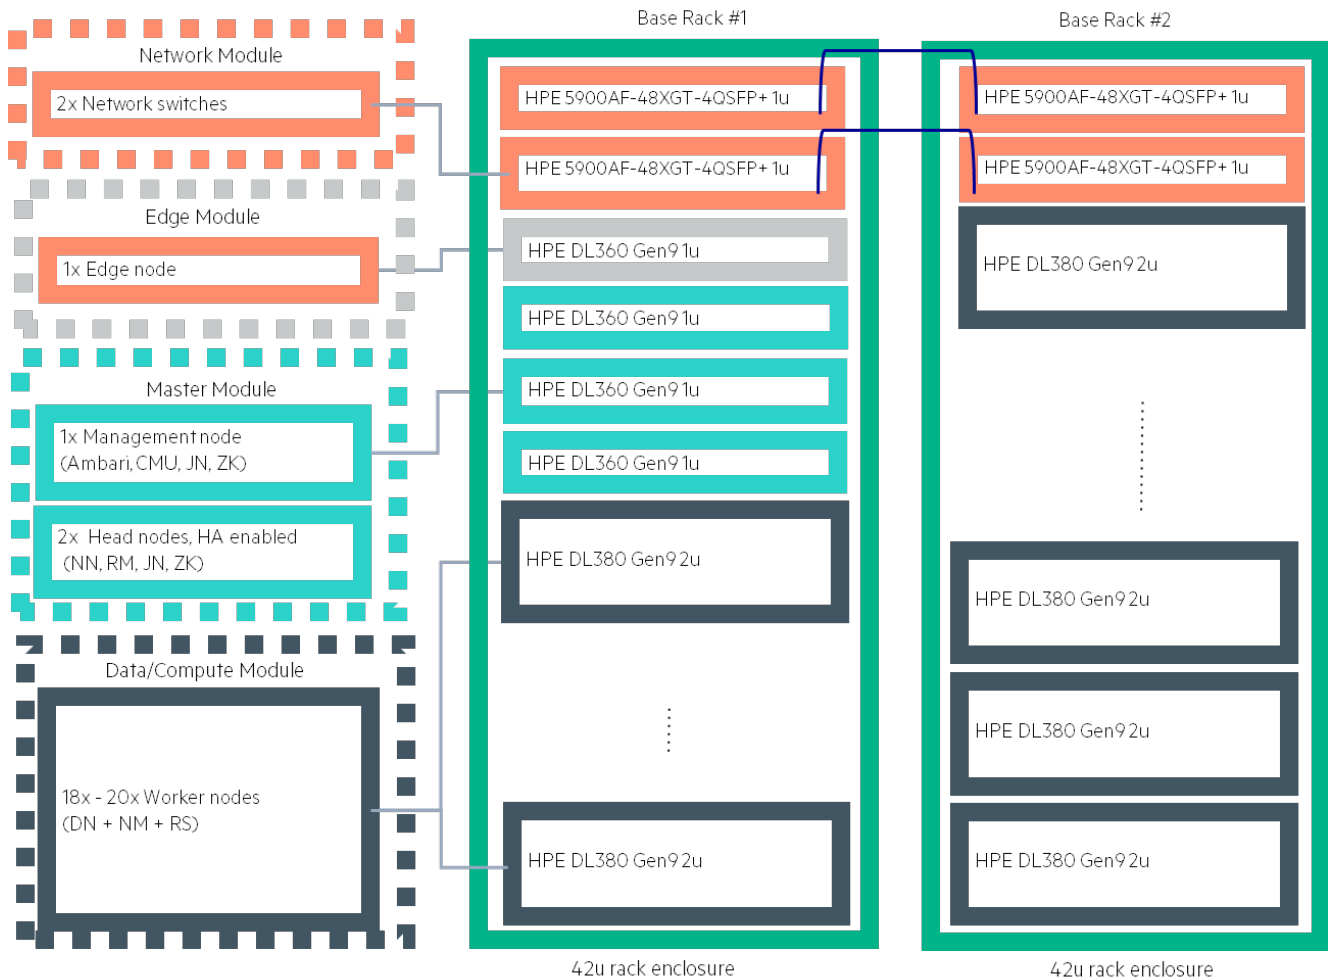 Network Module
2x Network switches
Edge Module
1x Edge node
Master Module
1x Management node
(Ambari, CMU, JN, ZK)
2x Head nodes, HA enabled
(NN, RM, JN, ZK)
Data/Compute Module
18x - 20x Worker nodes
(DN + NM + RS)
Base Rack #1
HPE 5900AF-48XGT-4QSFP+ 1u
HPE 5900AF-48XGT-4QSFP+ 1u
HPE DL360 Gen9 1u
HPE DL360 Gen9 1u
HPE DL360 Gen9 1u
HPE DL360 Gen9 1u
HPE DL380 Gen9 2u
HPE DL380 Gen9 2u
42u rack enclosure
Base Rack #2
HPE 5900AF-48XGT-4QSFP+ 1u
HPE 5900AF-48XGT-4QSFP+ 1u
HPE DL380 Gen9 2u
HPE DL380 Gen9 2u
HPE DL380 Gen9 2u
HPE DL380 Gen9 2u
42u rack enclosure